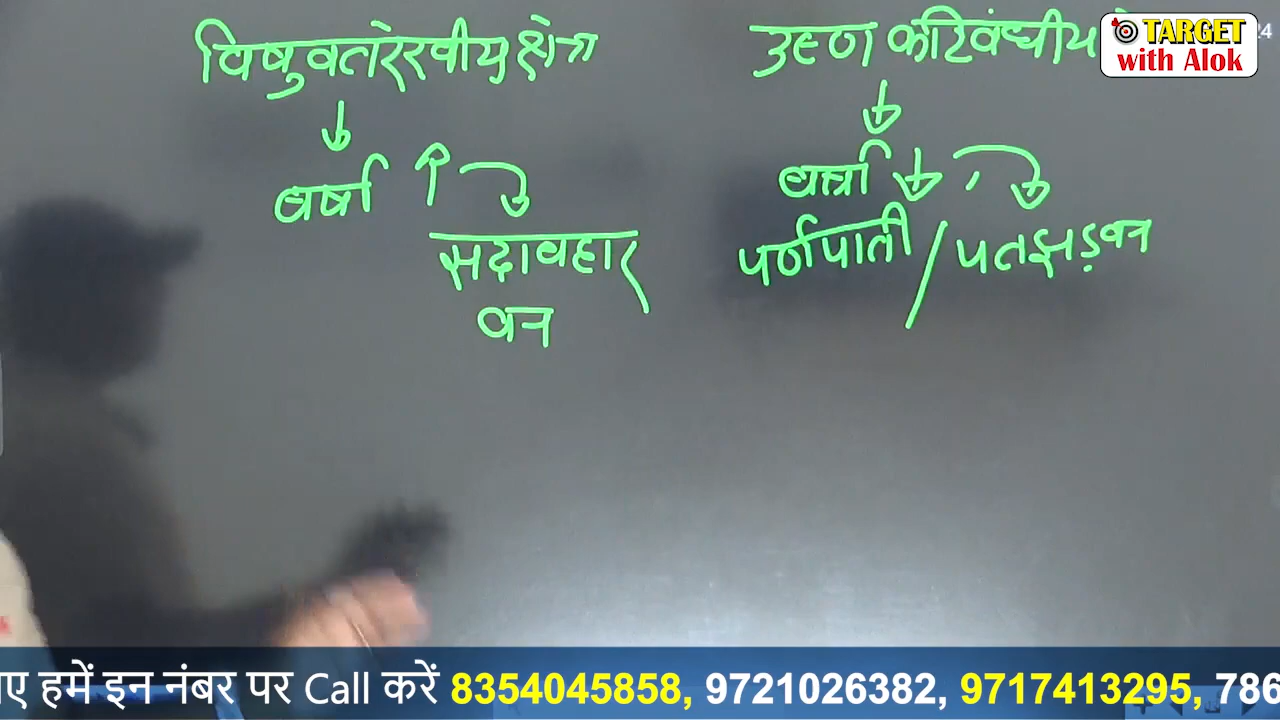 विषुवतरेखीय क्षेत्र
वर्षा
सदाबहार
वन
उष्ण कटिबंधीय
वर्षा
पर्णपाती / पतझड़ वन
TARGET
with Alok
24
हमें इन नंबर पर Call करें 8354045858, 9721026382, 9717413295, 786